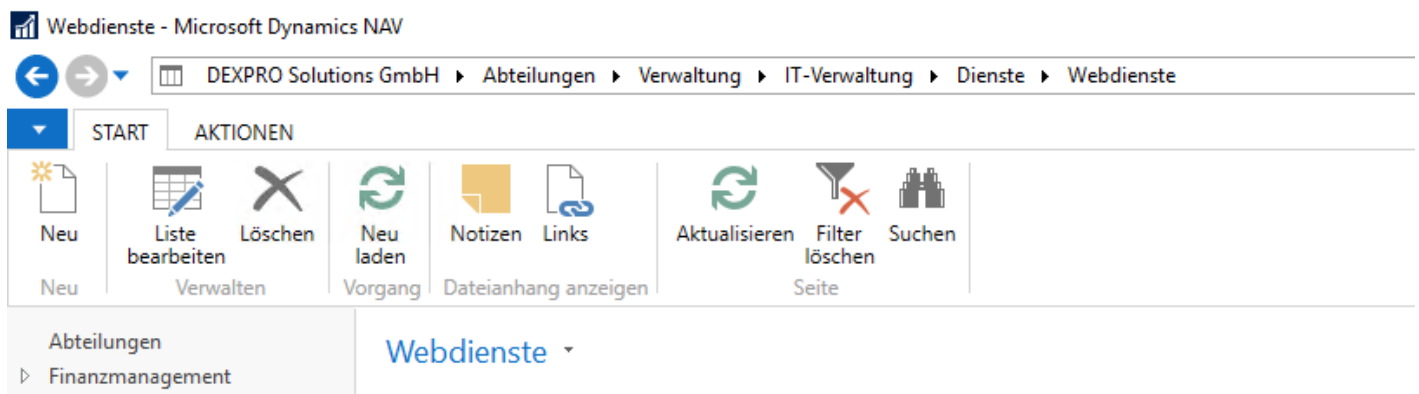 Webdienste - Microsoft Dynamics NAV
DEXPRO Solutions GmbH ▸ Abteilungen ▸ Verwaltung ▸ IT-Verwaltung ▸ Dienste ▸ Webdienste
START AKTIONEN
Neu Liste bearbeiten Löschen Neu laden Notizen Links Aktualisieren Filter löschen Suchen
Neu Verwalten Vorgang Dateianhang anzeigen Seite
Abteilungen
Webdienste
Finanzmanagement